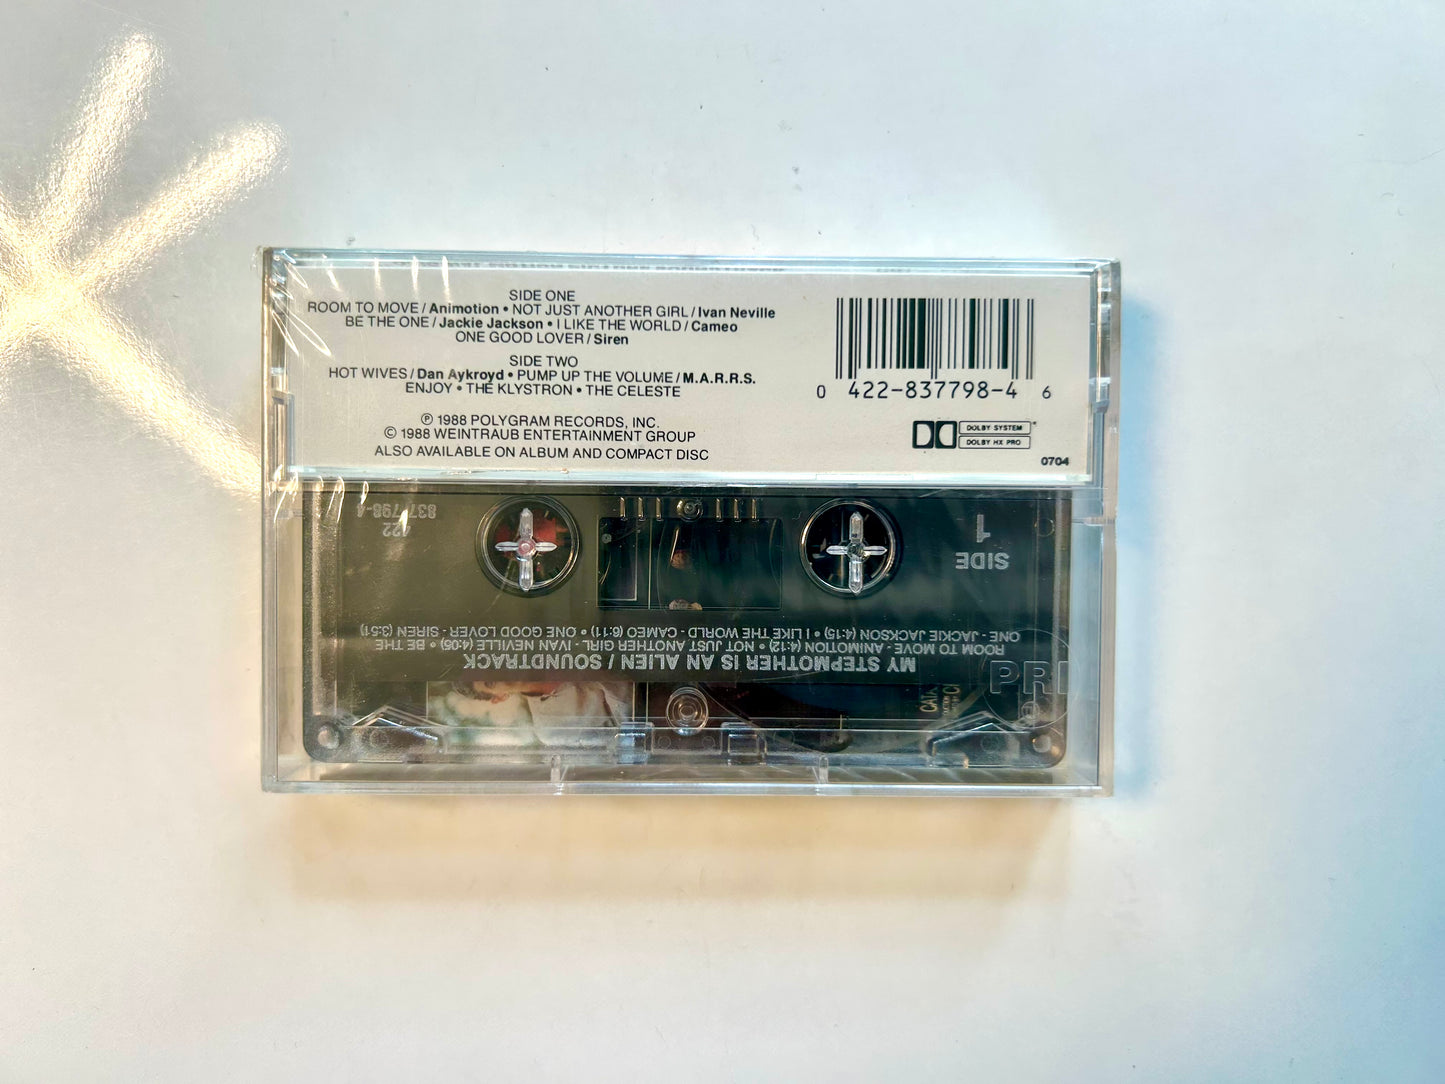 SIDE ONE
ROOM TO MOVE / Animotion • NOT JUST ANOTHER GIRL / Ivan Neville
BE THE ONE / Jackie Jackson • I LIKE THE WORLD / Cameo
ONE GOOD LOVER / Siren
SIDE TWO
HOT WIVES / Dan Aykroyd • PUMP UP THE VOLUME / M.A.R.R.S.
ENJOY • THE KLYSTRON • THE CELESTE
℗ 1988 POLYGRAM RECORDS, INC.
© 1988 WEINTRAUB ENTERTAINMENT GROUP
ALSO AVAILABLE ON ALBUM AND COMPACT DISC
0 422-837798-4 6
DOLBY SYSTEM
DOLBY HX PRO
0704
SIDE
1
422
837 798-4
MY STEPMOTHER IS AN ALIEN / SOUNDTRACK
ROOM TO MOVE - ANIMOTION (4:12) • NOT JUST ANOTHER GIRL - IVAN NEVILLE (4:05) • BE THE
ONE - JACKIE JACKSON (4:15) • I LIKE THE WORLD - CAMEO (6:11) • ONE GOOD LOVER - SIREN (3:51)
PRI